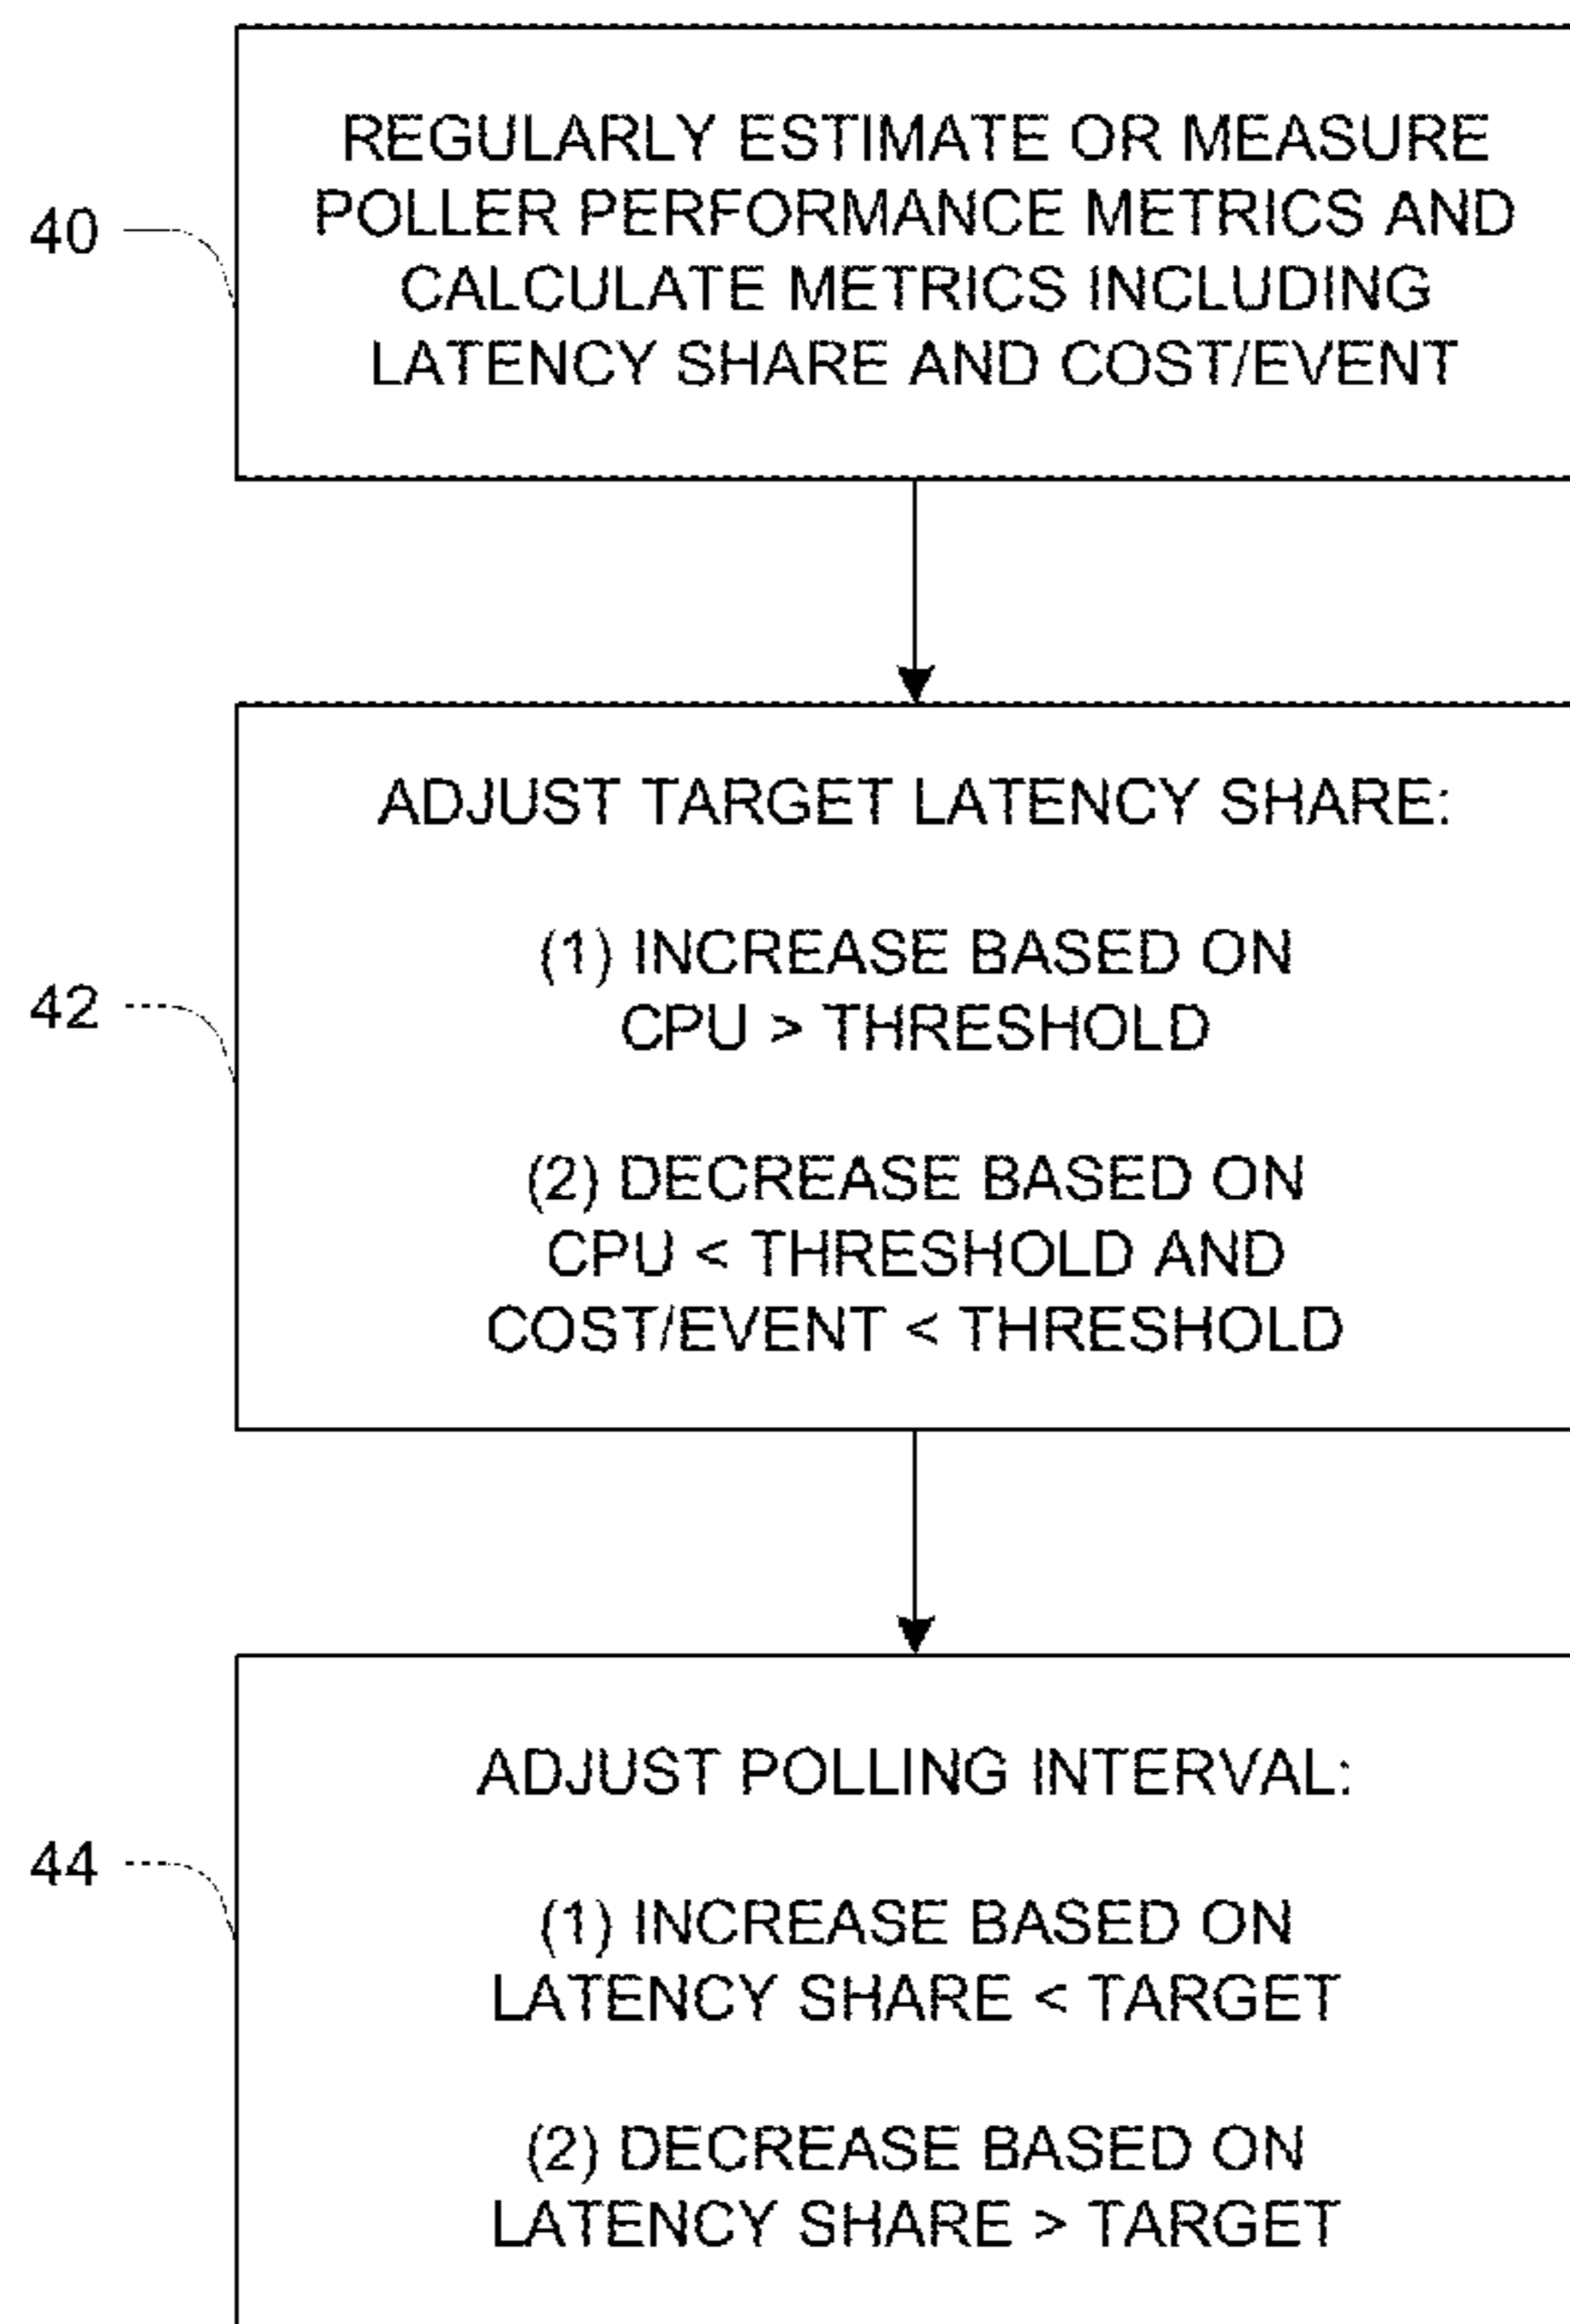 40
REGULARLY ESTIMATE OR MEASURE
POLLER PERFORMANCE METRICS AND
CALCULATE METRICS INCLUDING
LATENCY SHARE AND COST/EVENT
42
ADJUST TARGET LATENCY SHARE:
(1) INCREASE BASED ON
CPU > THRESHOLD
(2) DECREASE BASED ON
CPU < THRESHOLD AND
COST/EVENT < THRESHOLD
44
ADJUST POLLING INTERVAL:
(1) INCREASE BASED ON
LATENCY SHARE < TARGET
(2) DECREASE BASED ON
LATENCY SHARE > TARGET